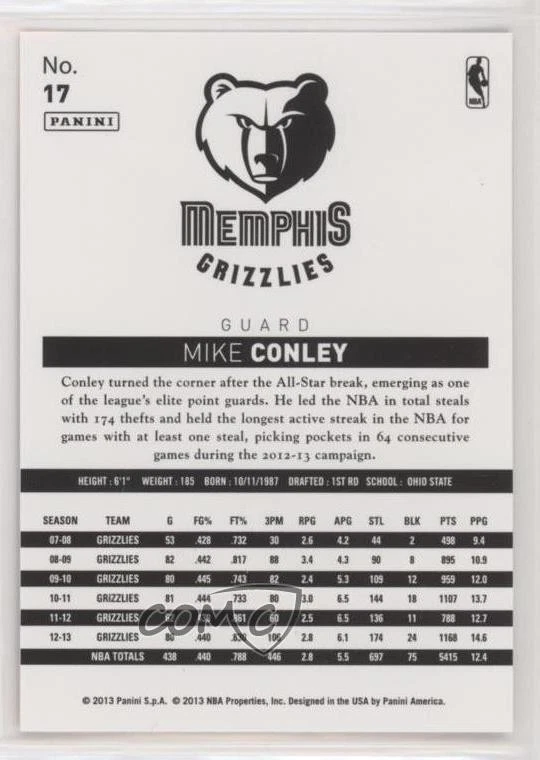 No.
17
PANINI
NBA
MEMPHIS
GRIZZLIES
GUARD
MIKE CONLEY
Conley turned the corner after the All-Star break, emerging as one
of the league's elite point guards. He led the NBA in total steals
with 174 thefts and held the longest active streak in the NBA for
games with at least one steal, picking pockets in 64 consecutive
games during the 2012-13 campaign.
HEIGHT : 6'1" WEIGHT : 185 BORN : 10/11/1987 DRAFTED : 1ST RD SCHOOL : OHIO STATE
SEASON TEAM G FG% FT% 3PM RPG APG STL BLK PTS PPG
07-08 GRIZZLIES 53 .428 .732 30 2.6 4.2 44 2 498 9.4
08-09 GRIZZLIES 82 .442 .817 88 3.4 4.3 90 8 895 10.9
09-10 GRIZZLIES 80 .445 .743 82 2.4 5.3 109 12 959 12.0
10-11 GRIZZLIES 81 .444 .733 80 3.0 6.5 144 18 1107 13.7
11-12 GRIZZLIES .861 60 2.5 6.5 136 11 788 12.7
12-13 GRIZZLIES 80 .440 .830 106 2.8 6.1 174 24 1168 14.6
NBA TOTALS 438 .440 .788 446 2.8 5.5 697 75 5415 12.4
COMC
© 2013 Panini S.p.A. © 2013 NBA Properties, Inc. Designed in the USA by Panini America.